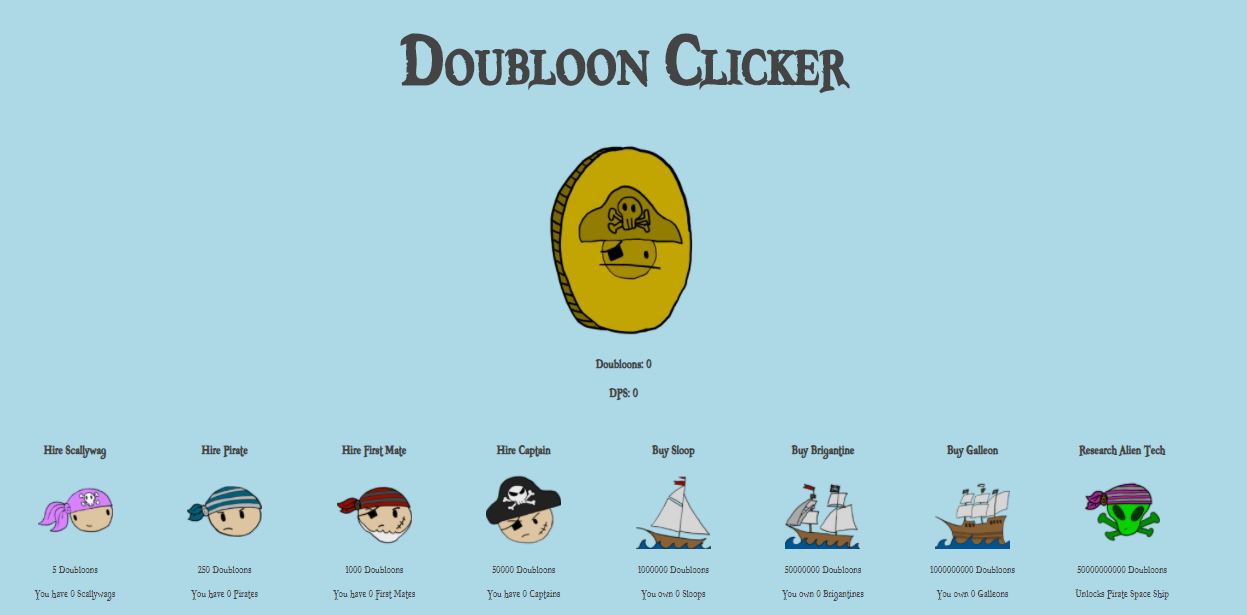 Doubloon Clicker
Doubloons: 0
DPS: 0
Hire Scallywag
Hire Pirate
Hire First Mate
Hire Captain
Buy Sloop
Buy Brigantine
Buy Galleon
Research Alien Tech
5 Doubloons
250 Doubloons
1000 Doubloons
50000 Doubloons
1000000 Doubloons
50000000 Doubloons
1000000000 Doubloons
50000000000 Doubloons
You have 0 Scallywags
You have 0 Pirates
You have 0 First Mates
You have 0 Captains
You own 0 Sloops
You own 0 Brigantines
You own 0 Galleons
Unlocks Pirate Space Ship